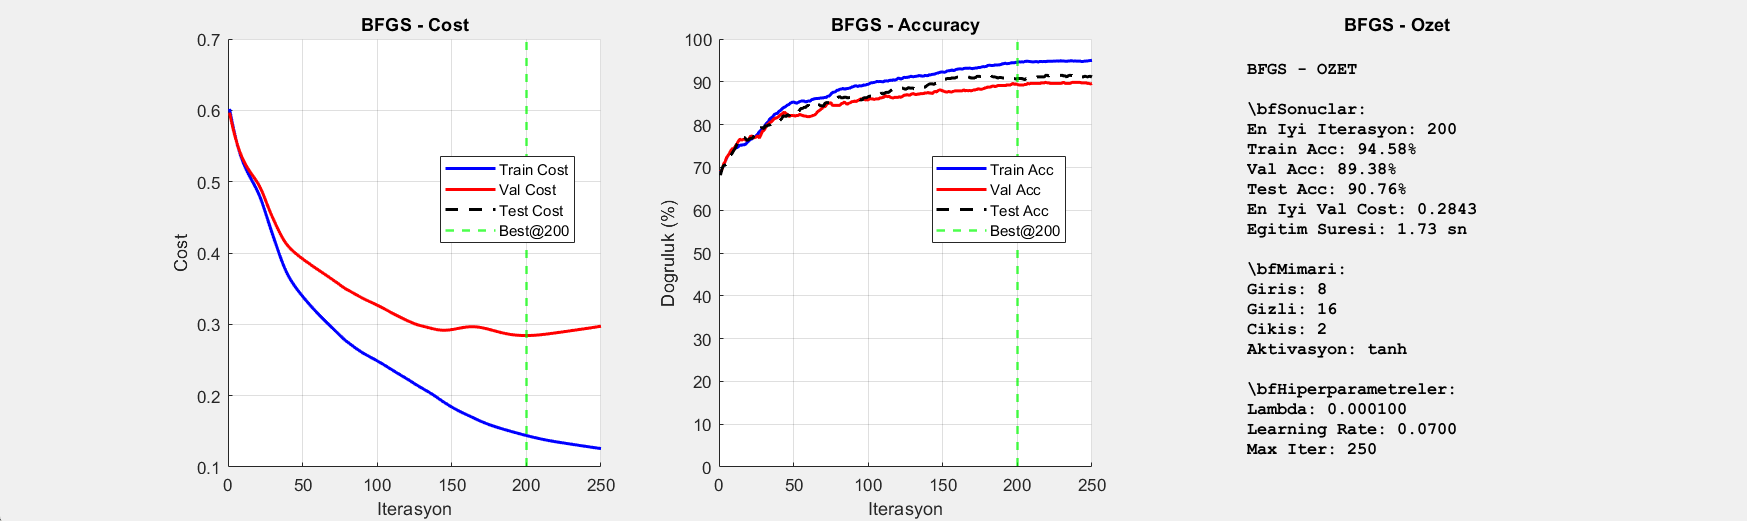 BFGS - Cost
0.7
0.6
0.5
0.4
0.3
0.2
0.1
Cost
0
50
100
150
200
250
Iterasyon
Train Cost
Val Cost
Test Cost
Best@200
BFGS - Accuracy
100
90
80
70
60
50
40
30
20
10
0
Dogruluk (%)
0
50
100
150
200
250
Iterasyon
Train Acc
Val Acc
Test Acc
Best@200
BFGS - Ozet
BFGS - OZET
\bfSonuclar:
En Iyi Iterasyon: 200
Train Acc: 94.58%
Val Acc: 89.38%
Test Acc: 90.76%
En Iyi Val Cost: 0.2843
Egitim Suresi: 1.73 sn
\bfMimari:
Giris: 8
Gizli: 16
Cikis: 2
Aktivasyon: tanh
\bfHiperparametreler:
Lambda: 0.000100
Learning Rate: 0.0700
Max Iter: 250